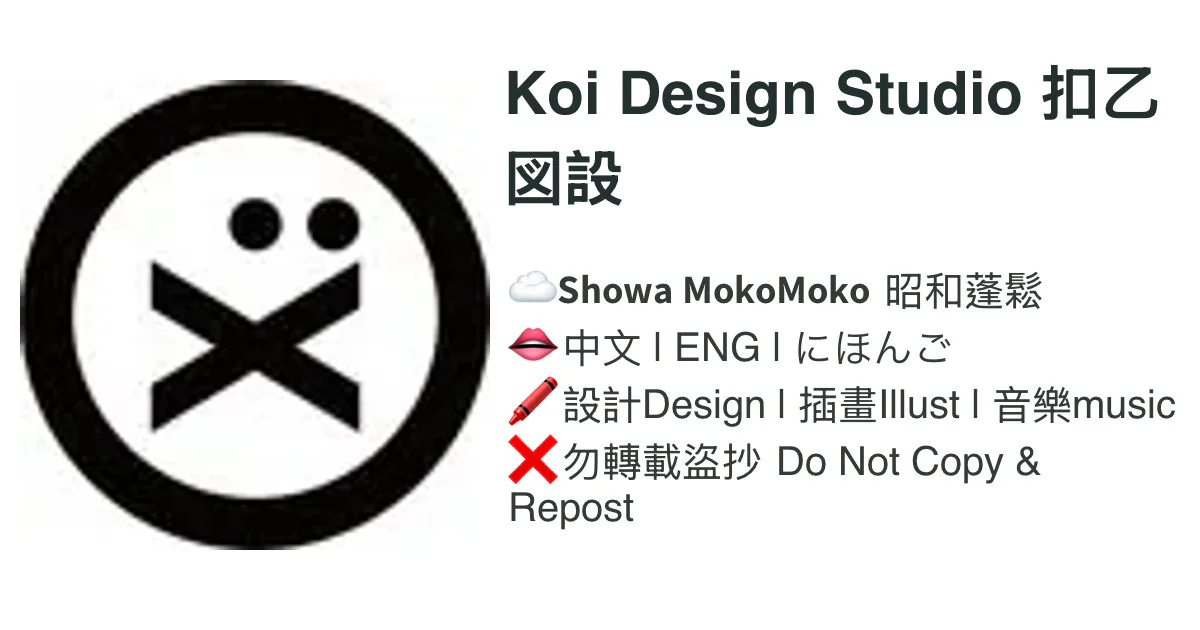 Koi Design Studio 扣乙
図設
☁️Showa MokoMoko 昭和蓬鬆
👄中文 l ENG l にほんご
🖍️設計Design l 插畫Illust l 音樂music
❌勿轉載盜抄 Do Not Copy &
Repost